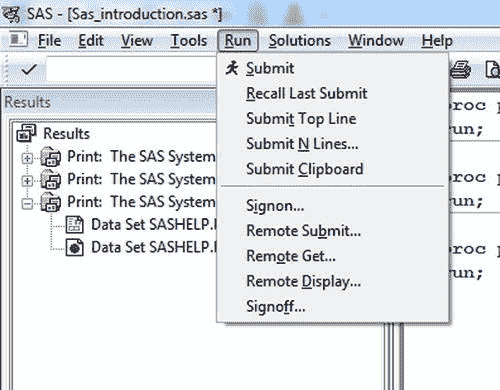 SAS - [Sas_introduction.sas *]
File Edit View Tools Run Solutions Window Help
Results
Results
Print: The SAS System
Print: The SAS System
Print: The SAS System
Data Set SASHELP.
Data Set SASHELP.
Submit
Recall Last Submit
Submit Top Line
Submit N Lines...
Submit Clipboard
Signon...
Remote Submit...
Remote Get...
Remote Display...
Signoff...
proc p
run;
proc p
run;
proc p
run;